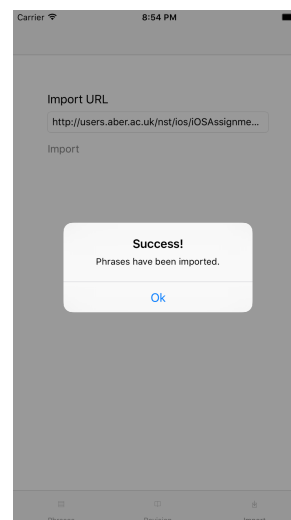 Carrier 8:54 PM
Import URL
http://users.aber.ac.uk/nst/ios/iOSAssignme...
Import
Success!
Phrases have been imported.
Ok
Phrases Revision Import